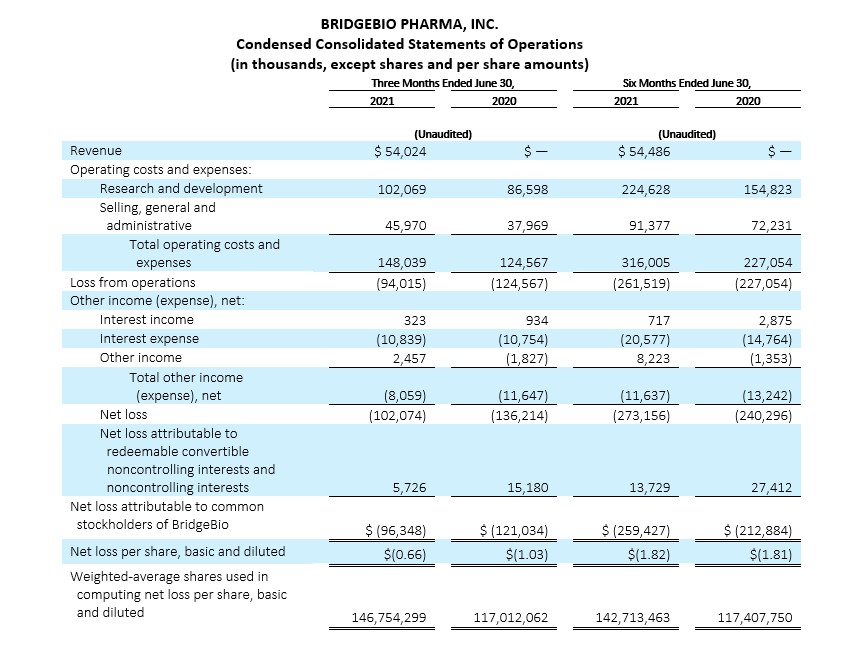 BRIDGEBIO PHARMA, INC.
Condensed Consolidated Statements of Operations
(in thousands, except shares and per share amounts)
Three Months Ended June 30, Six Months Ended June 30,
2021 2020 2021 2020
(Unaudited) (Unaudited)
Revenue $ 54,024 $ — $ 54,486 $ —
Operating costs and expenses:
Research and development 102,069 86,598 224,628 154,823
Selling, general and
administrative 45,970 37,969 91,377 72,231
Total operating costs and
expenses 148,039 124,567 316,005 227,054
Loss from operations (94,015) (124,567) (261,519) (227,054)
Other income (expense), net:
Interest income 323 934 717 2,875
Interest expense (10,839) (10,754) (20,577) (14,764)
Other income 2,457 (1,827) 8,223 (1,353)
Total other income
(expense), net (8,059) (11,647) (11,637) (13,242)
Net loss (102,074) (136,214) (273,156) (240,296)
Net loss attributable to
redeemable convertible
noncontrolling interests and
noncontrolling interests 5,726 15,180 13,729 27,412
Net loss attributable to common
stockholders of BridgeBio $ (96,348) $ (121,034) $ (259,427) $ (212,884)
Net loss per share, basic and diluted $(0.66) $(1.03) $(1.82) $(1.81)
Weighted-average shares used in
computing net loss per share, basic
and diluted 146,754,299 117,012,062 142,713,463 117,407,750